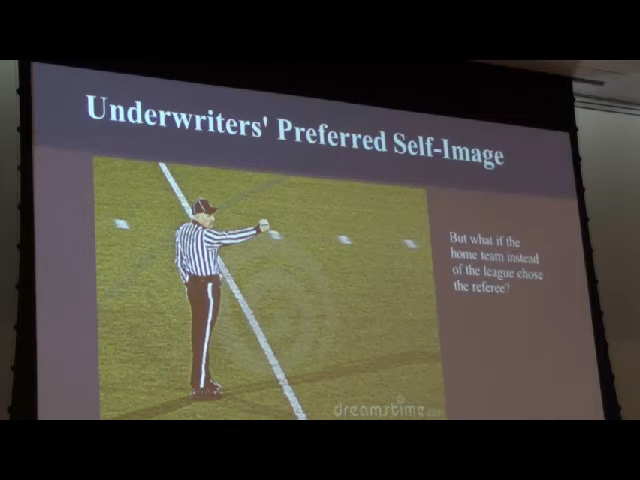 Underwriters' Preferred Self-Image
But what if the
home team instead
of the league chose
the referee?
dreamstime